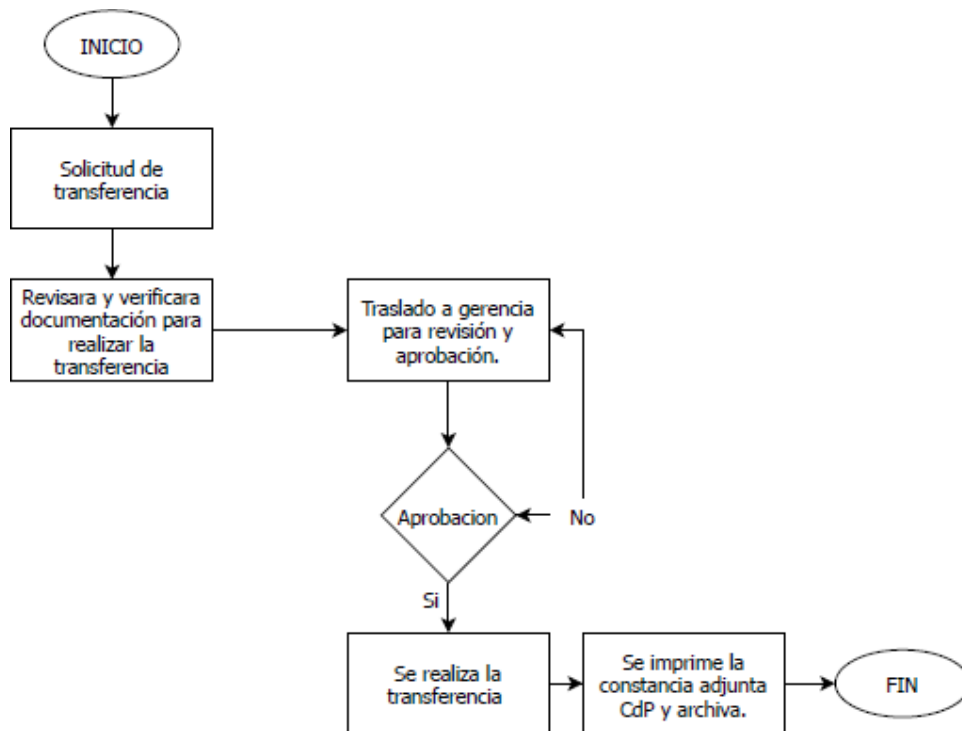 INICIO
Solicitud de
transferencia
Revisara y verificara
documentación para
realizar la
transferencia
Traslado a gerencia
para revisión y
aprobación.
Aprobacion
No
Si
Se realiza la
transferencia
Se imprime la
constancia adjunta
CdP y archiva.
FIN